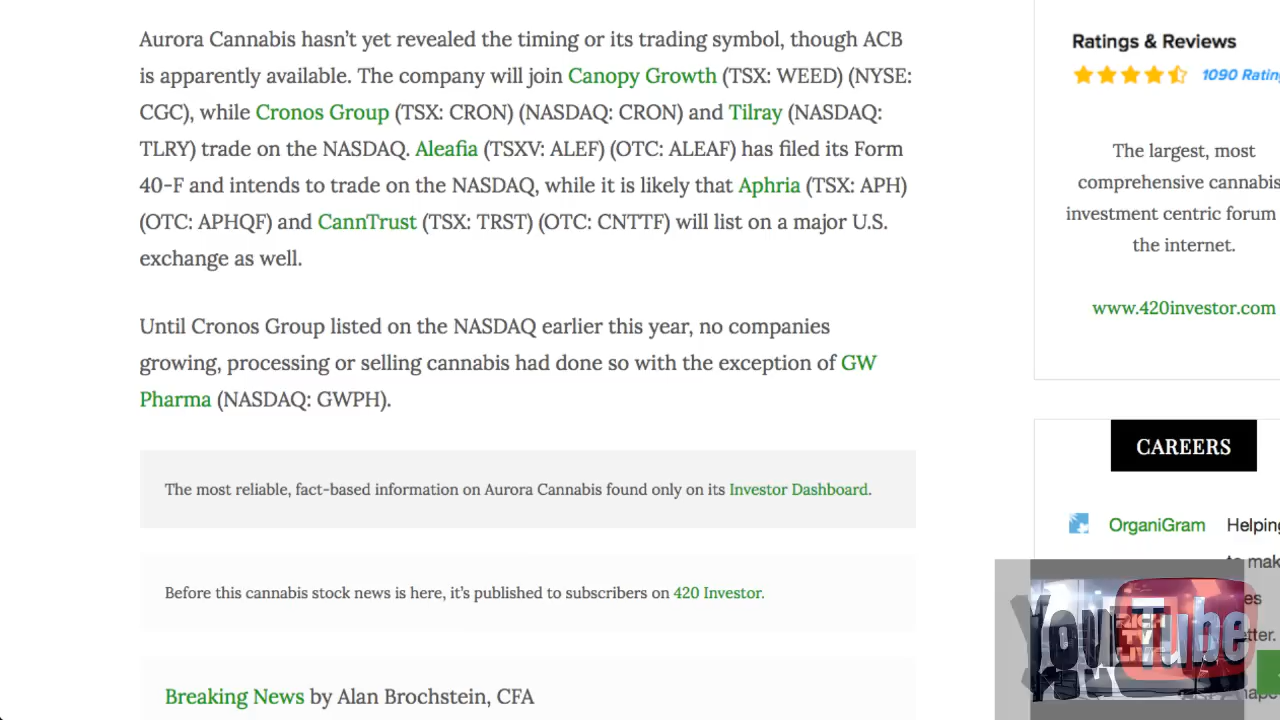 Aurora Cannabis hasn’t yet revealed the timing or its trading symbol, though ACB
is apparently available. The company will join Canopy Growth (TSX: WEED) (NYSE:
CGC), while Cronos Group (TSX: CRON) (NASDAQ: CRON) and Tilray (NASDAQ:
TLRY) trade on the NASDAQ. Aleafia (TSXV: ALEF) (OTC: ALEAF) has filed its Form
40-F and intends to trade on the NASDAQ, while it is likely that Aphria (TSX: APH)
(OTC: APHQF) and CannTrust (TSX: TRST) (OTC: CNTTF) will list on a major U.S.
exchange as well.
Until Cronos Group listed on the NASDAQ earlier this year, no companies
growing, processing or selling cannabis had done so with the exception of GW
Pharma (NASDAQ: GWPH).
The most reliable, fact-based information on Aurora Cannabis found only on its Investor Dashboard.
Before this cannabis stock news is here, it’s published to subscribers on 420 Investor.
Breaking News by Alan Brochstein, CFA
Ratings & Reviews
1090
The largest, most
comprehensive cannabis
investment centric forum
the internet.
www.420investor.com
CAREERS
OrganiGram
YouTube